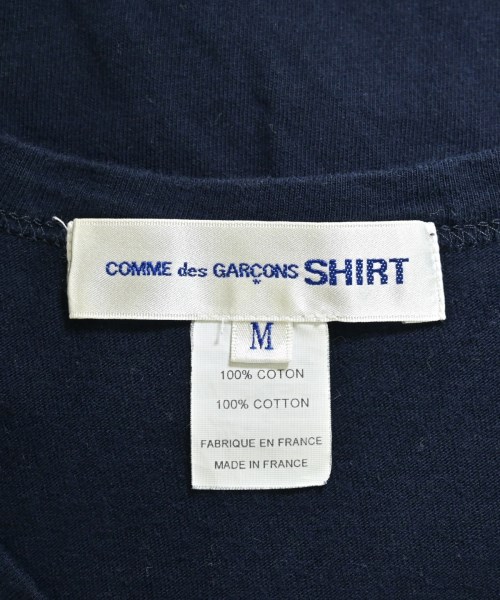 COMME des GARÇONS SHIRT
M
100% COTON
100% COTTON
FABRIQUE EN FRANCE
MADE IN FRANCE